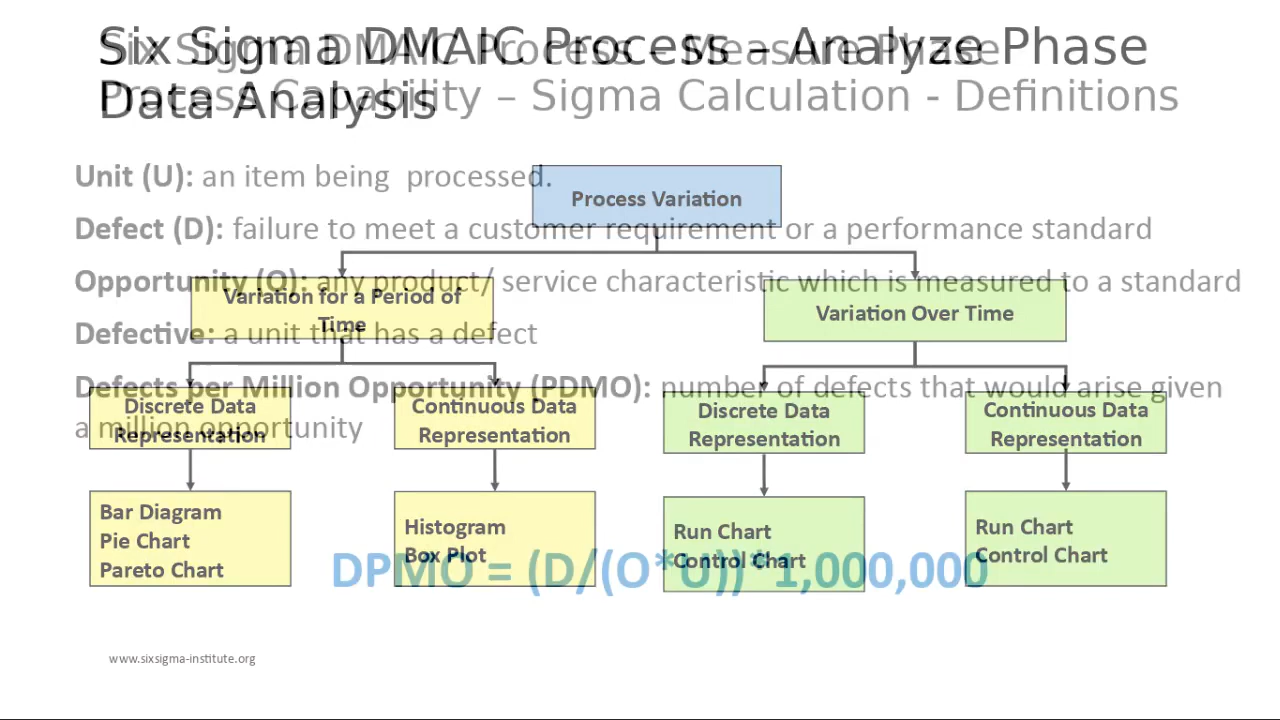 Six Sigma DMAIC Process – Analyze Phase
Data Analysis
Six Sigma DMAIC Process – Measure Phase
Process Capability – Sigma Calculation - Definitions
Unit (U): an item being  processed.
Defect (D): failure to meet a customer requirement or a performance standard
Opportunity (O): any product/ service characteristic which is measured to a standard
Defective: a unit that has a defect
Defects per Million Opportunity (PDMO): number of defects that would arise given
a million opportunity
DPMO = (D/(O*U))*1,000,000
Process Variation
Variation for a Period of
Time
Variation Over Time
Discrete Data
Representation
Continuous Data
Representation
Discrete Data
Representation
Continuous Data
Representation
Bar Diagram
Pie Chart
Pareto Chart
Histogram
Box Plot
Run Chart
Control Chart
Run Chart
Control Chart
www.sixsigma-institute.org